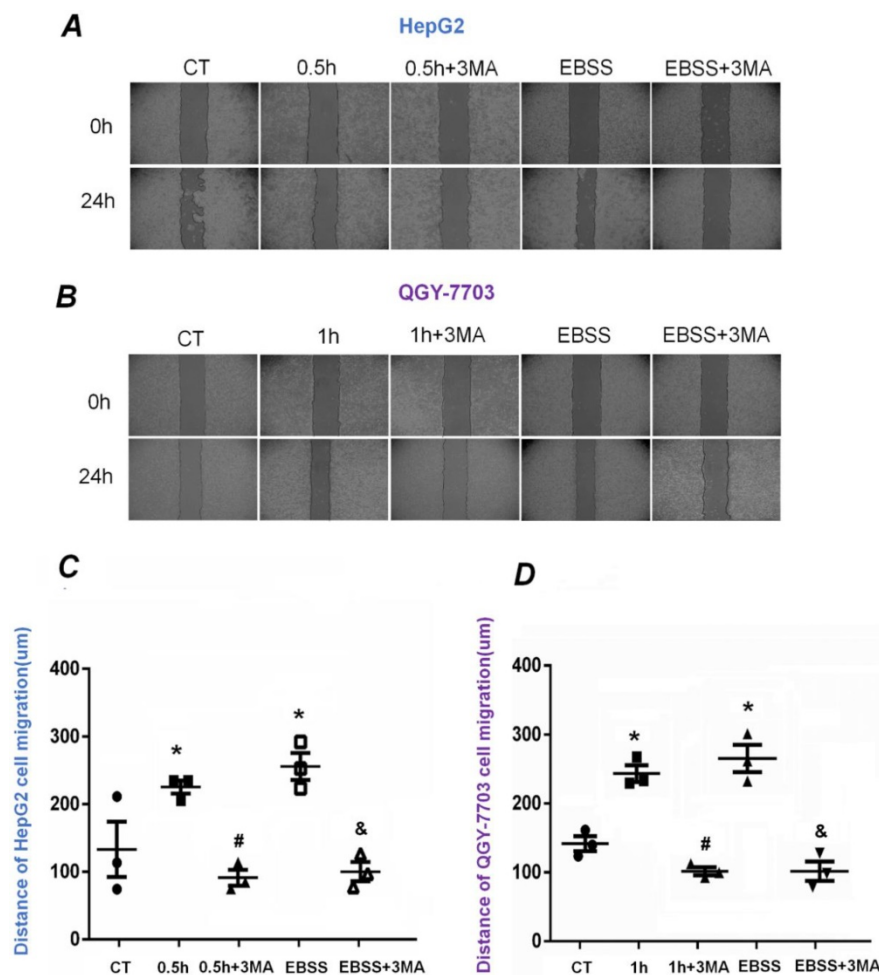 A
HepG2
CT 0.5h 0.5h+3MA EBSS EBSS+3MA
0h
24h
B
QGY-7703
CT 1h 1h+3MA EBSS EBSS+3MA
0h
24h
C
Distance of HepG2 cell migration(um)
400
300
200
100
0
*
#
*
&
CT 0.5h 0.5h+3MA EBSS EBSS+3MA
D
Distance of QGY-7703 cell migration(um)
400
300
200
100
0
*
#
*
&
CT 1h 1h+3MA EBSS EBSS+3MA